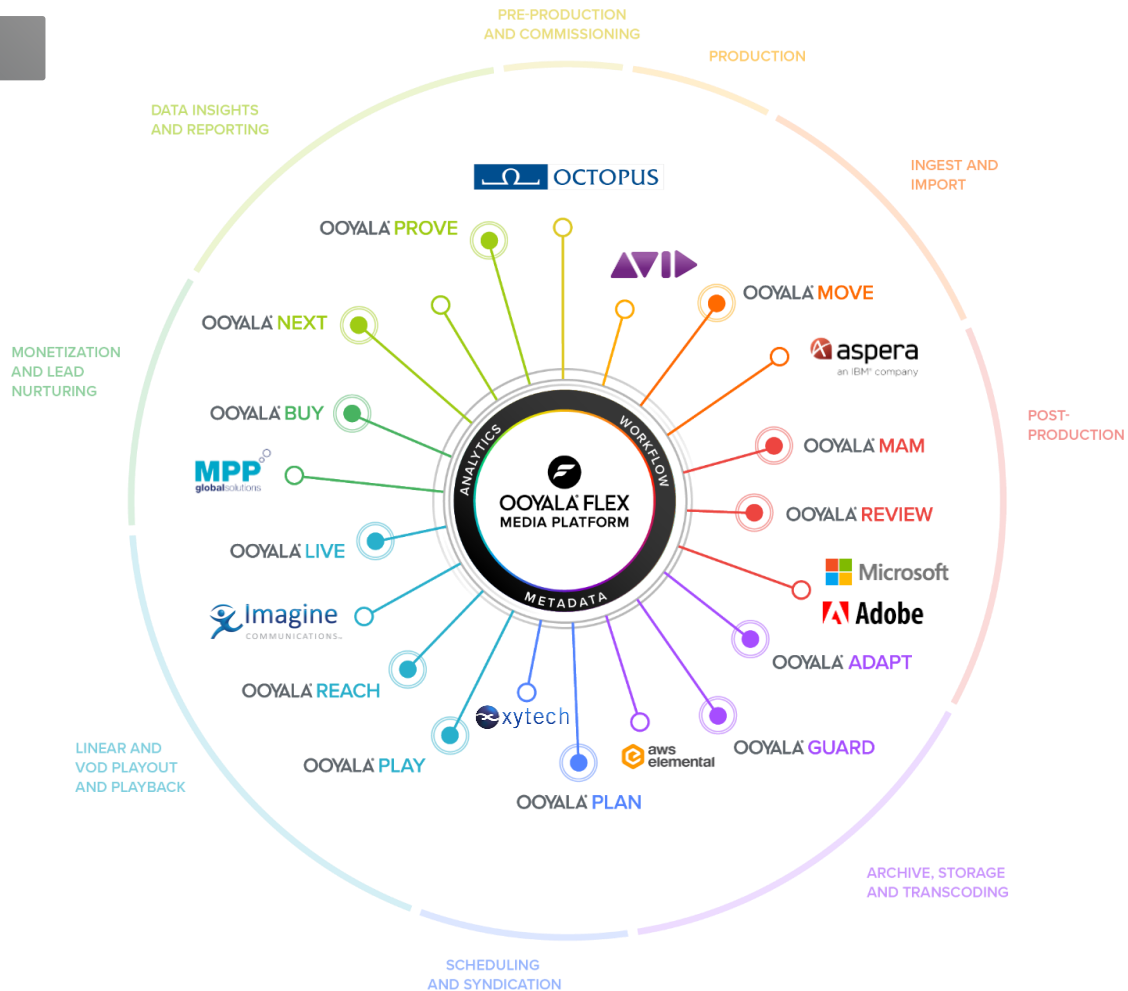 PRE-PRODUCTION
AND COMMISSIONING
PRODUCTION
DATA INSIGHTS
AND REPORTING
INGEST AND
IMPORT
OCTOPUS
OOYALA PROVE
AVID
OOYALA MOVE
OOYALA NEXT
aspera
an IBM® company
MONETIZATION
AND LEAD
NURTURING
OOYALA BUY
POST-
PRODUCTION
ANALYTICS
WORKFLOW
OOYALA MAM
MPP
globalsolutions
OOYALA FLEX
MEDIA PLATFORM
OOYALA REVIEW
OOYALA LIVE
Microsoft
METADATA
Imagine
COMMUNICATIONS
Adobe
OOYALA ADAPT
OOYALA REACH
xytech
OOYALA GUARD
LINEAR AND
VOD PLAYOUT
AND PLAYBACK
aws
elemental
OOYALA PLAY
OOYALA PLAN
ARCHIVE, STORAGE
AND TRANSCODING
SCHEDULING
AND SYNDICATION